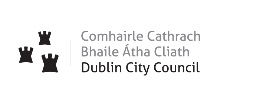 Comhairle Cathrach
Bhaile Átha Cliath
Dublin City Council